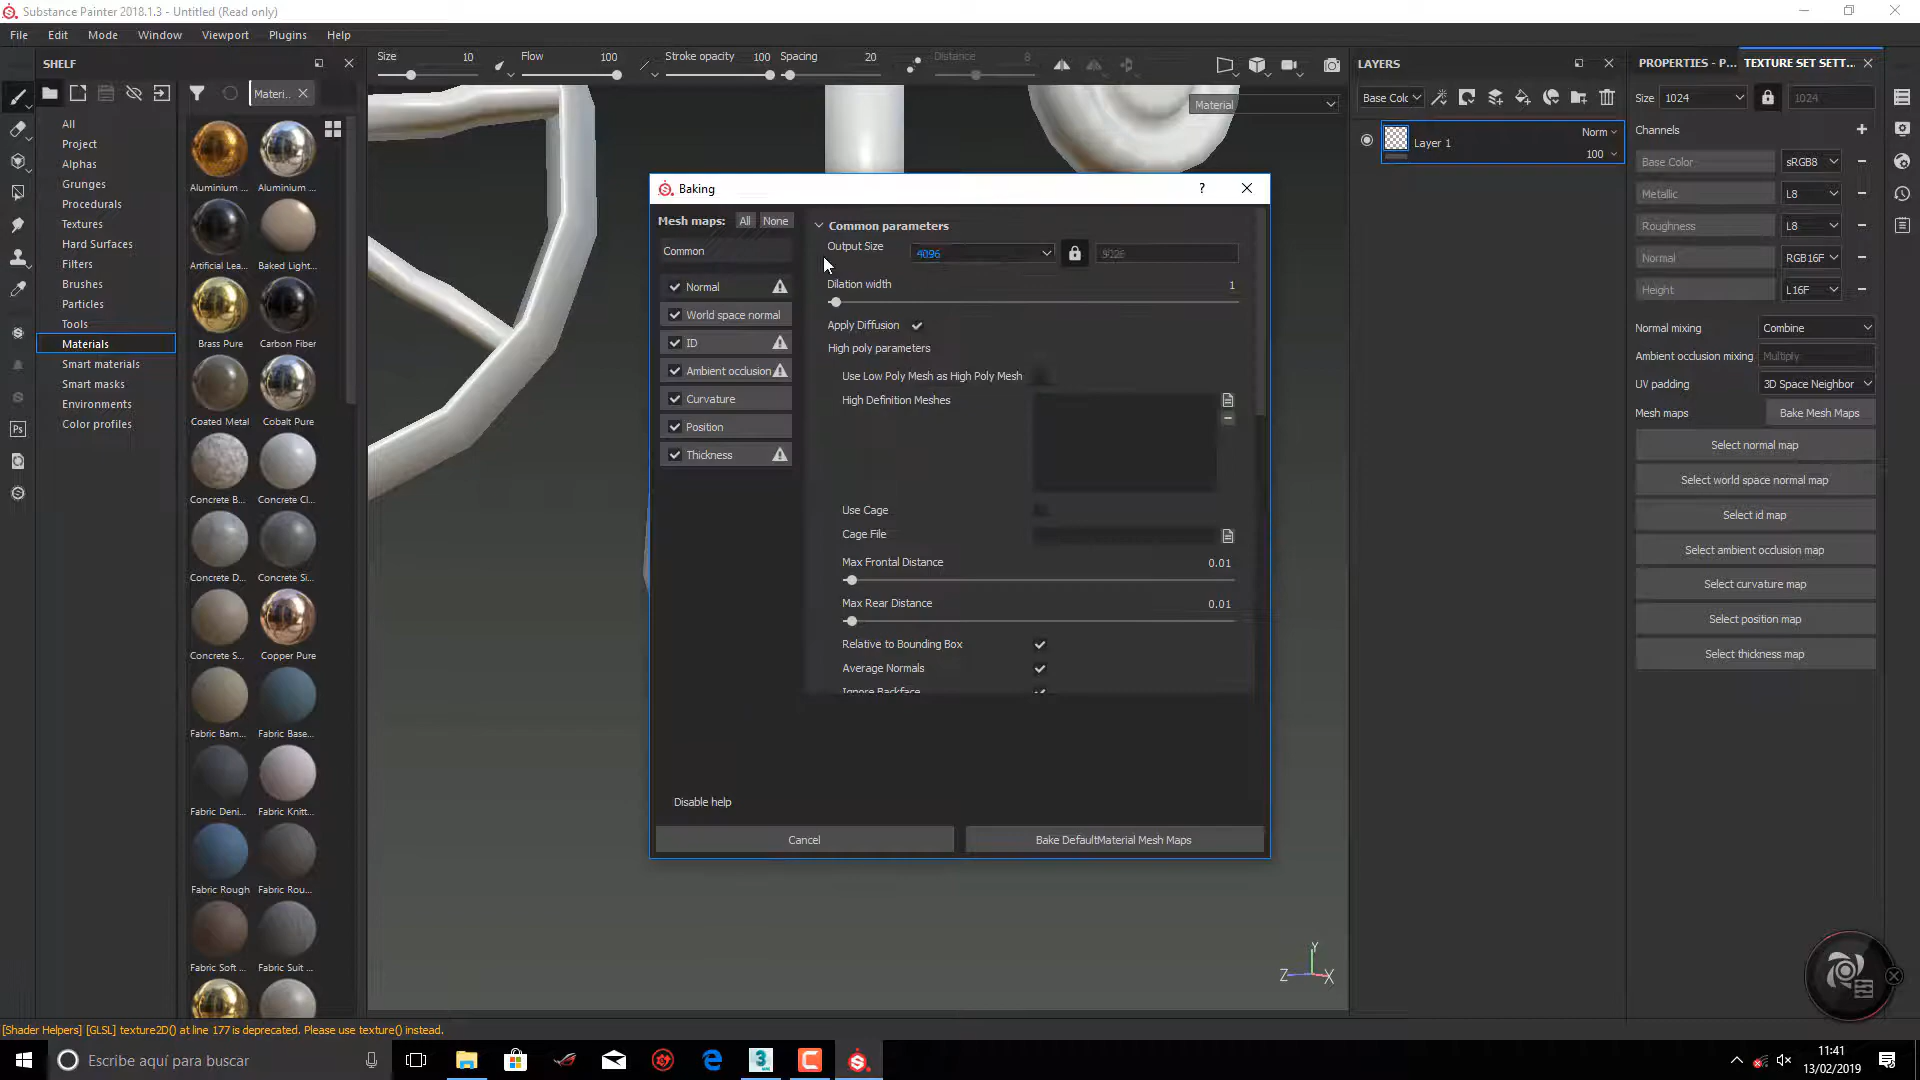 Substance Painter 2018.1.3 - Untitled (Read only)
File Edit Mode Window Viewport Plugins Help
SHELF
Materi...
All
Project
Alphas
Grunges
Procedurals
Textures
Hard Surfaces
Filters
Brushes
Particles
Tools
Materials
Smart materials
Smart masks
Environments
Color profiles
Aluminium ... Aluminium ...
Artificial Lea... Baked Light...
Brass Pure Carbon Fiber
Coated Metal Cobalt Pure
Concrete B... Concrete Cl...
Concrete D... Concrete Si...
Concrete S... Copper Pure
Fabric Bam... Fabric Base...
Fabric Deni... Fabric Knitt...
Fabric Rough Fabric Rou...
Fabric Soft ... Fabric Suit ...
Size 10 Flow 100 Stroke opacity 100 Spacing 20 Distance 8
Material
Baking
?
Mesh maps: All None
Common
Normal
World space normal
ID
Ambient occlusion
Curvature
Position
Thickness
Common parameters
Output Size 4096
Dilation width 1
Apply Diffusion
High poly parameters
Use Low Poly Mesh as High Poly Mesh
High Definition Meshes
Use Cage
Cage File
Max Frontal Distance 0.01
Max Rear Distance 0.01
Relative to Bounding Box
Average Normals
Ignore Backface
Disable help
Cancel
Bake DefaultMaterial Mesh Maps
Y
Z
X
LAYERS
Base Colc
Layer 1
Norm
100
PROPERTIES - P... TEXTURE SET SETT...
Size 1024 1024
Channels
Base Color sRGB8
Metallic L8
Roughness L8
Normal RGB16F
Height L16F
Normal mixing Combine
Ambient occlusion mixing Multiply
UV padding 3D Space Neighbor
Mesh maps Bake Mesh Maps
Select normal map
Select world space normal map
Select id map
Select ambient occlusion map
Select curvature map
Select position map
Select thickness map
Ps
[Shader Helpers] [GLSL] texture2D() at line 177 is deprecated. Please use texture() instead.
Escribe aquí para buscar
3
11:41
13/02/2019